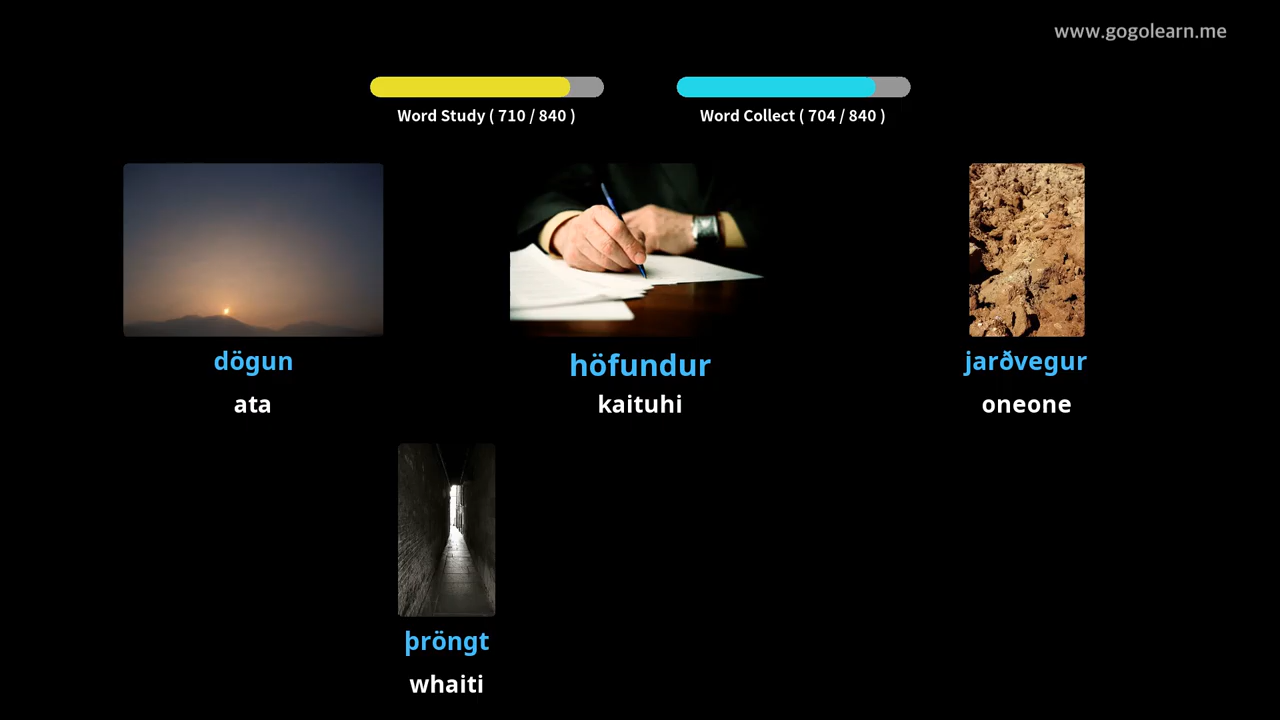 www.gogolearn.me
Word Study ( 710 / 840 )
Word Collect ( 704 / 840 )
dögun
ata
höfundur
kaituhi
jarðvegur
oneone
þröngt
whaiti